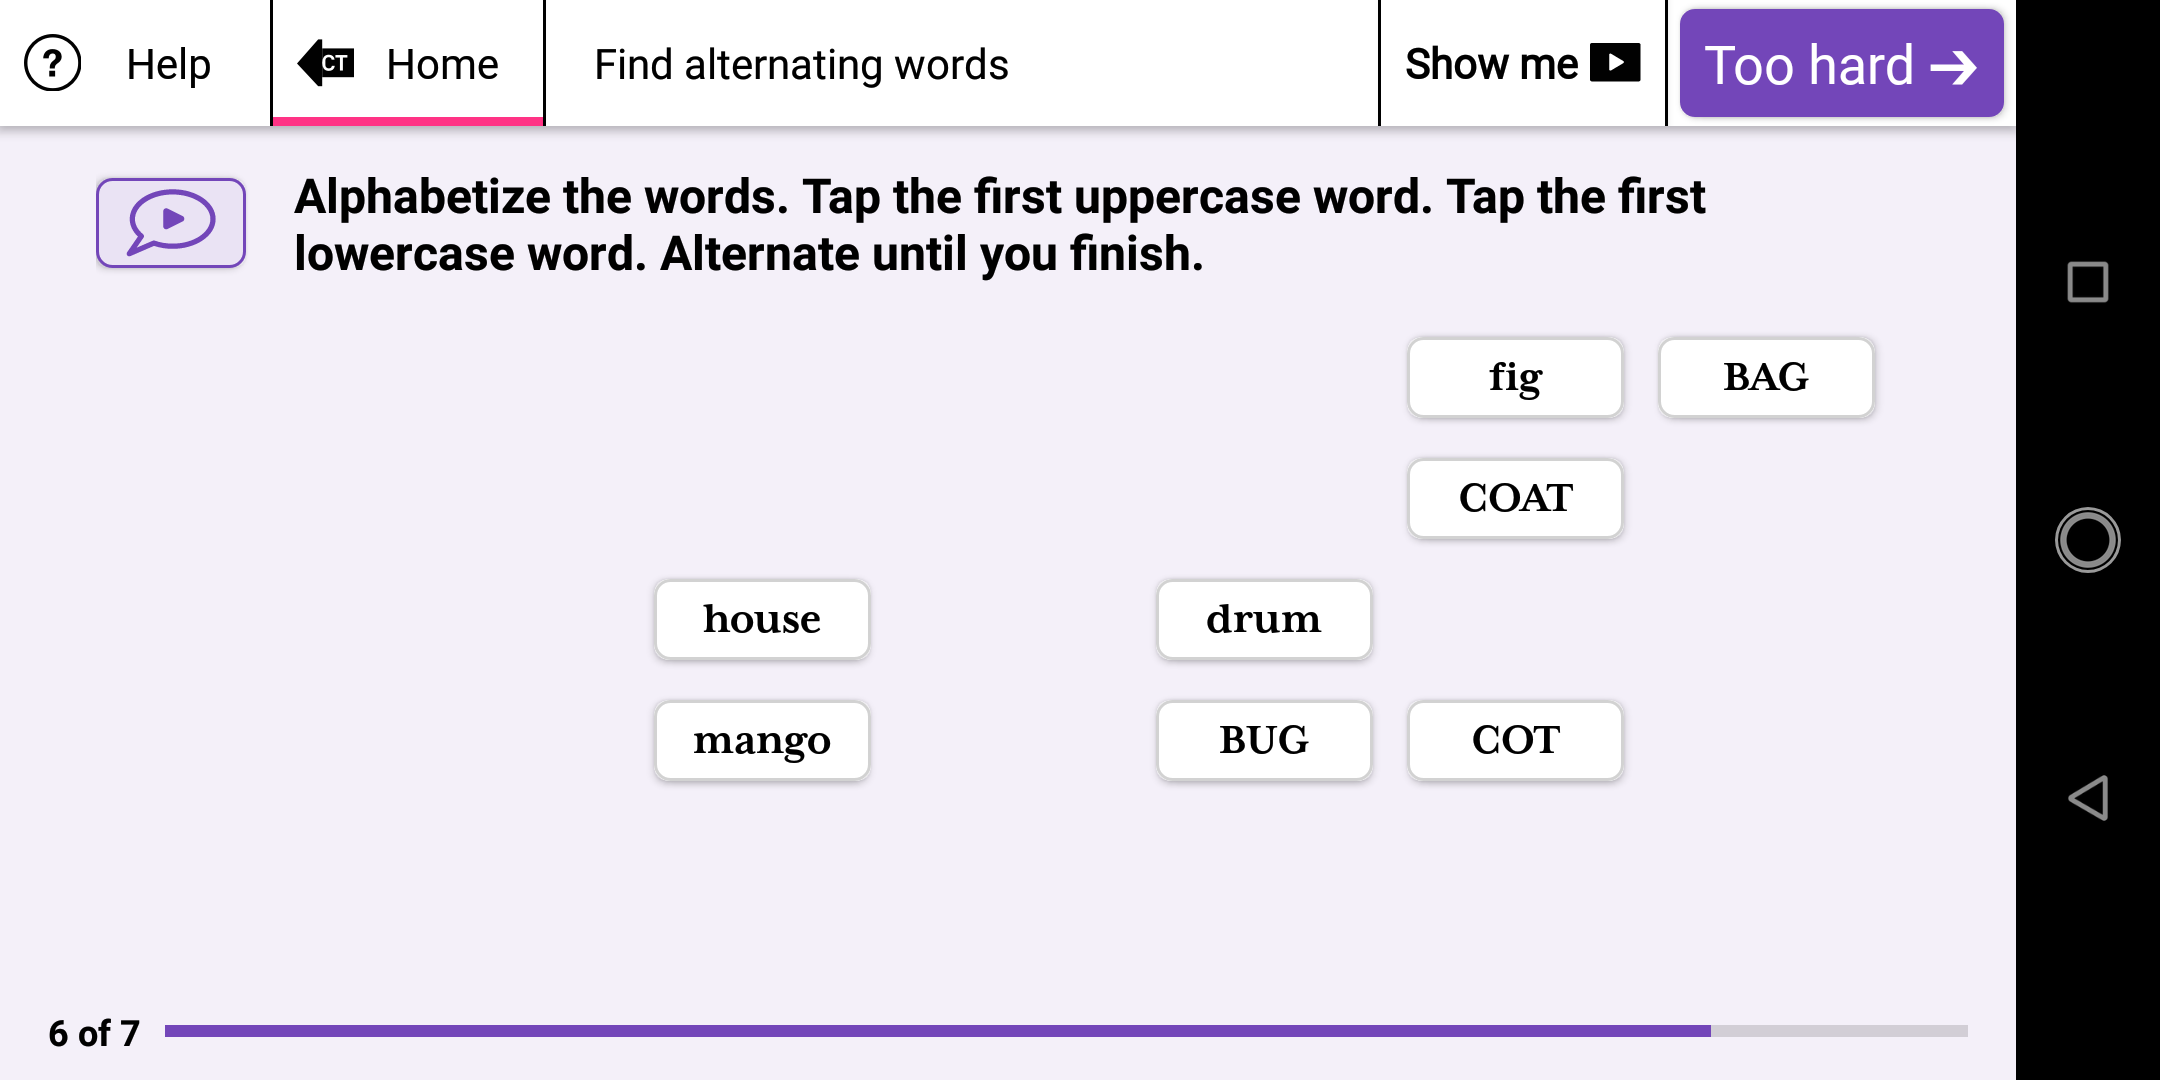 ? Help CT Home Find alternating words Show me Too hard
Alphabetize the words. Tap the first uppercase word. Tap the first
lowercase word. Alternate until you finish.
fig BAG
COAT
house drum
mango BUG COT
6 of 7